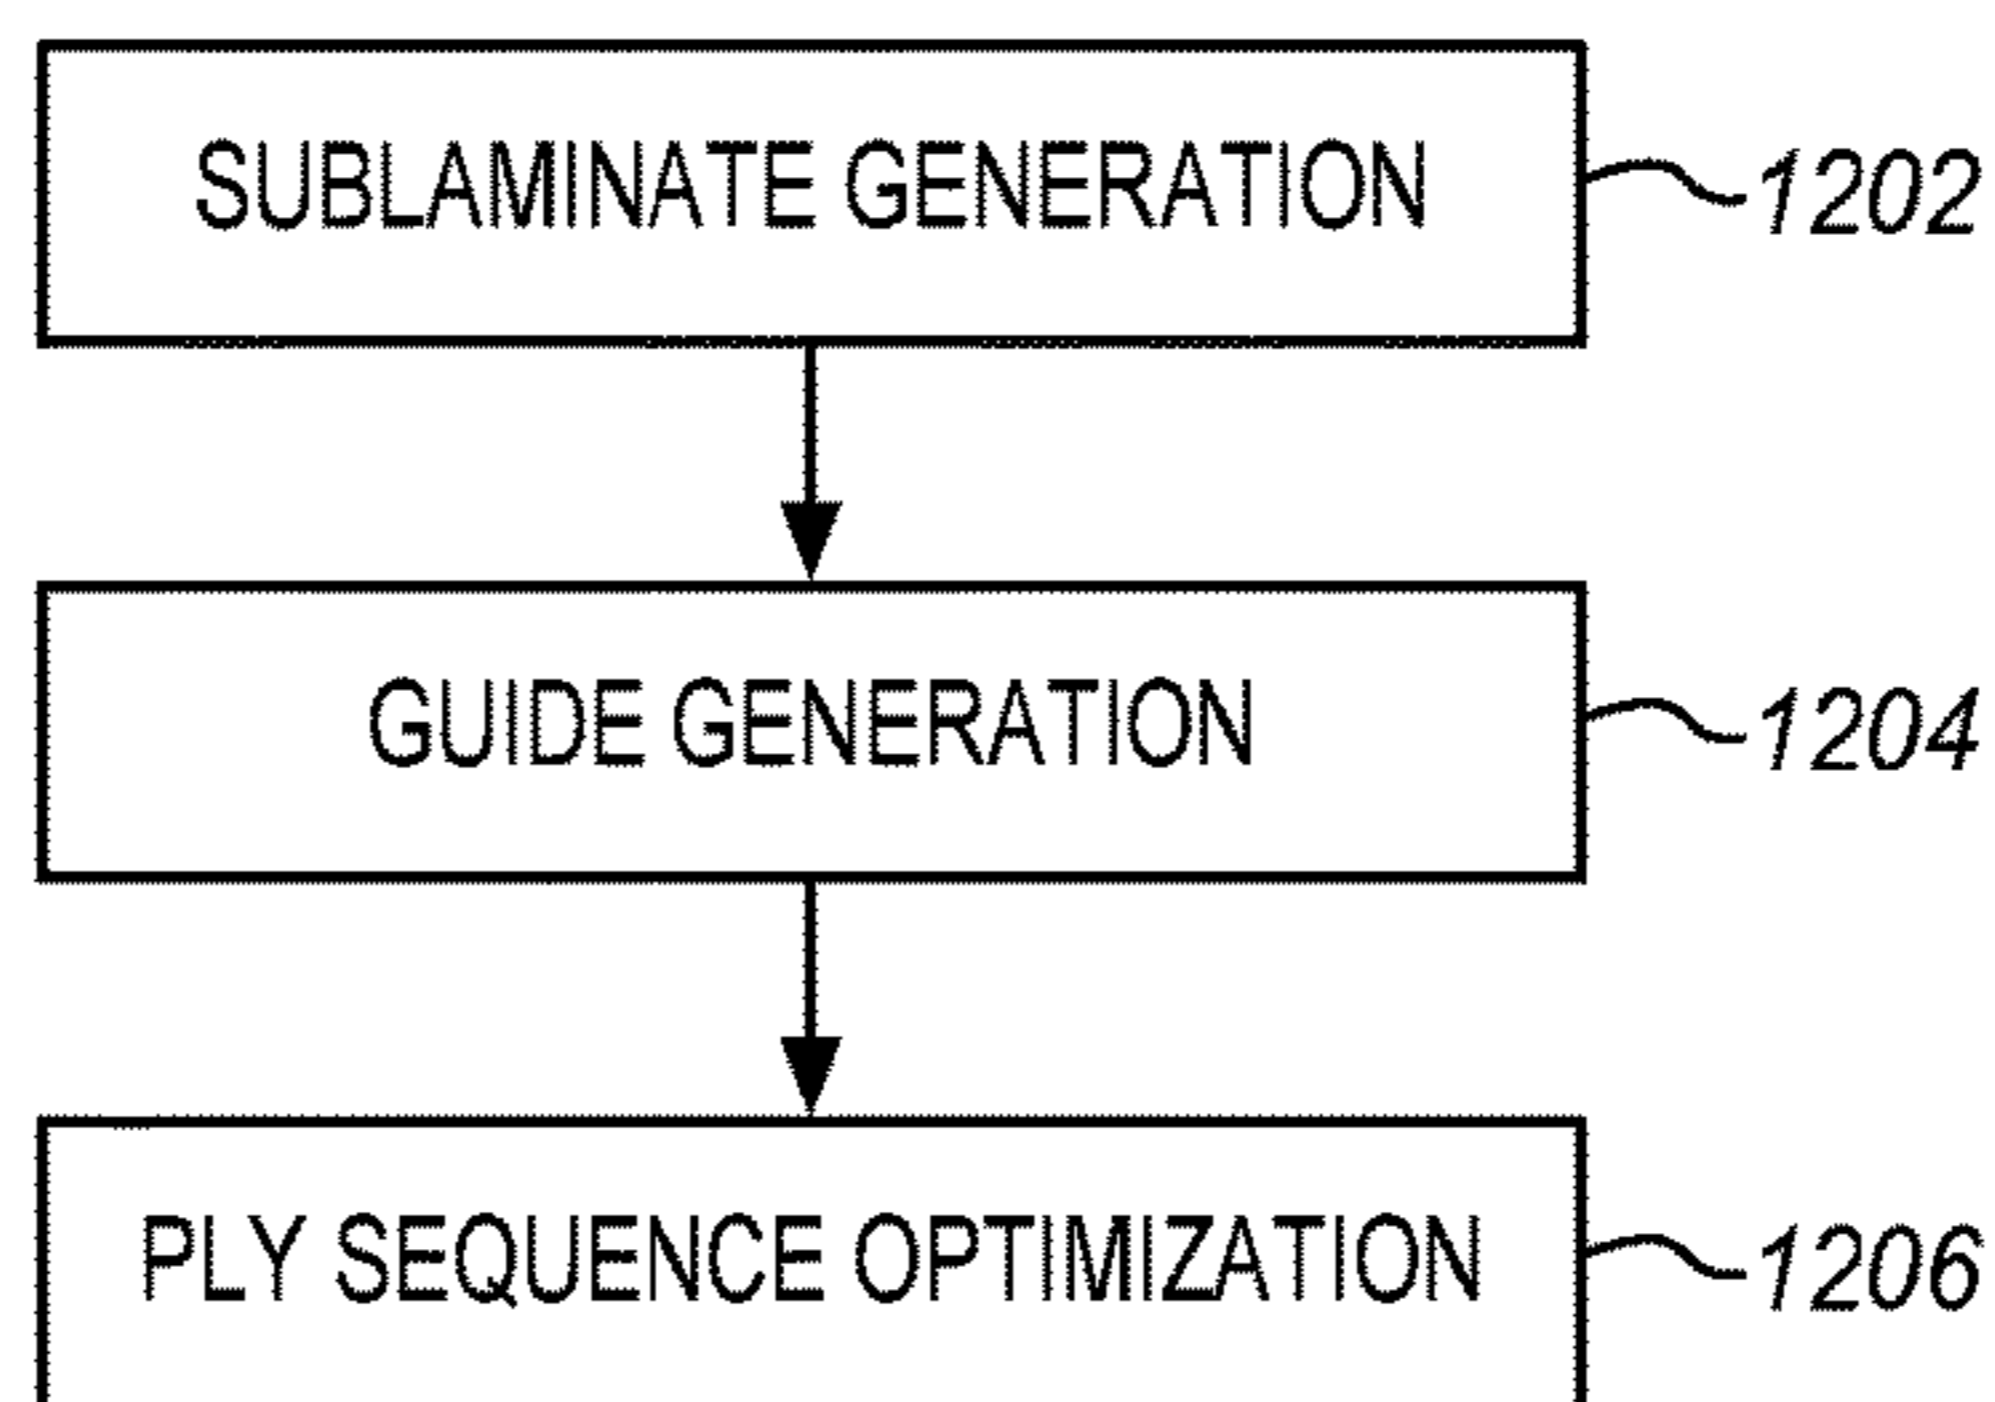 SUBLAMINATE GENERATION
1202
GUIDE GENERATION
1204
PLY SEQUENCE OPTIMIZATION
1206